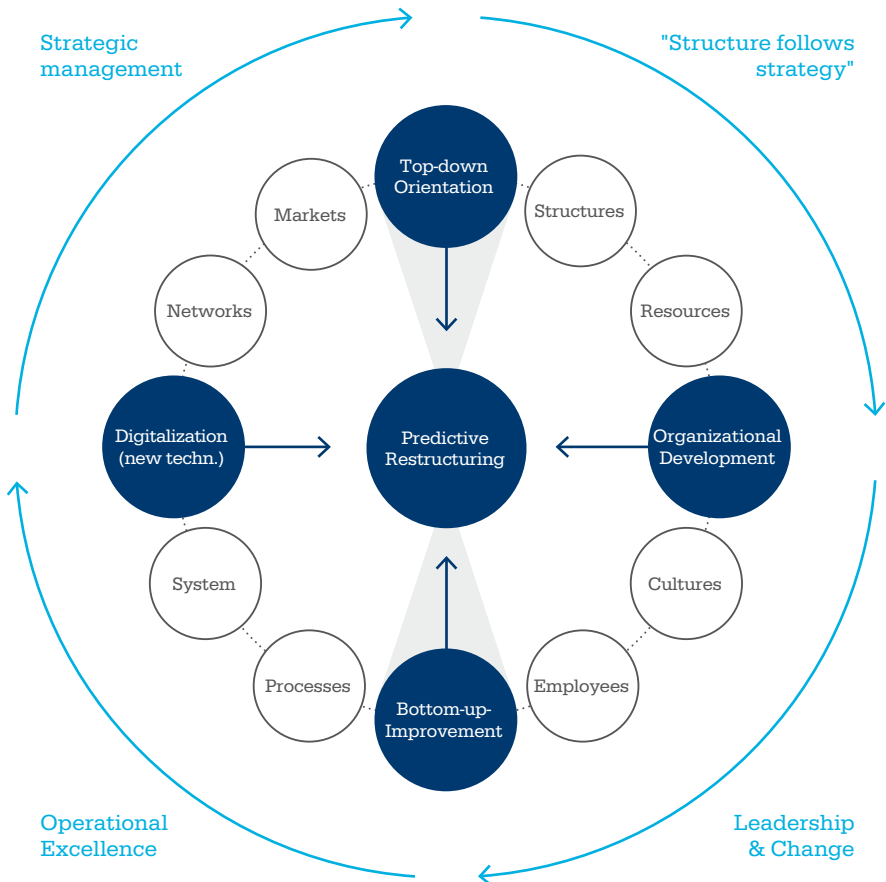 Strategic
management
"Structure follows
strategy"
Top-down
Orientation
Markets
Structures
Networks
Resources
Digitalization
(new techn.)
Predictive
Restructuring
Organizational
Development
System
Cultures
Processes
Employees
Bottom-up-
Improvement
Operational
Excellence
Leadership
& Change